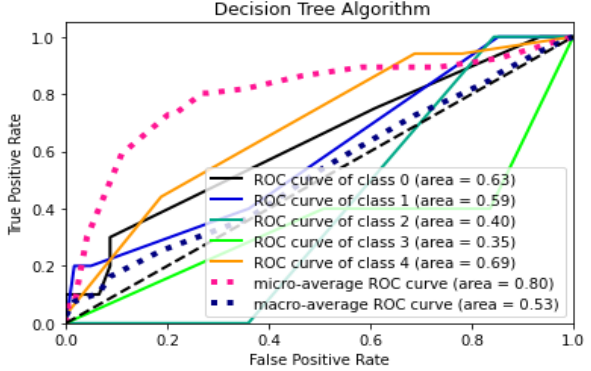 Decision Tree Algorithm
1.0
0.8
0.6
0.4
0.2
0.0
True Positive Rate
ROC curve of class 0 (area = 0.63)
ROC curve of class 1 (area = 0.59)
ROC curve of class 2 (area = 0.40)
ROC curve of class 3 (area = 0.35)
ROC curve of class 4 (area = 0.69)
micro-average ROC curve (area = 0.80)
macro-average ROC curve (area = 0.53)
0.0 0.2 0.4 0.6 0.8 1.0
False Positive Rate